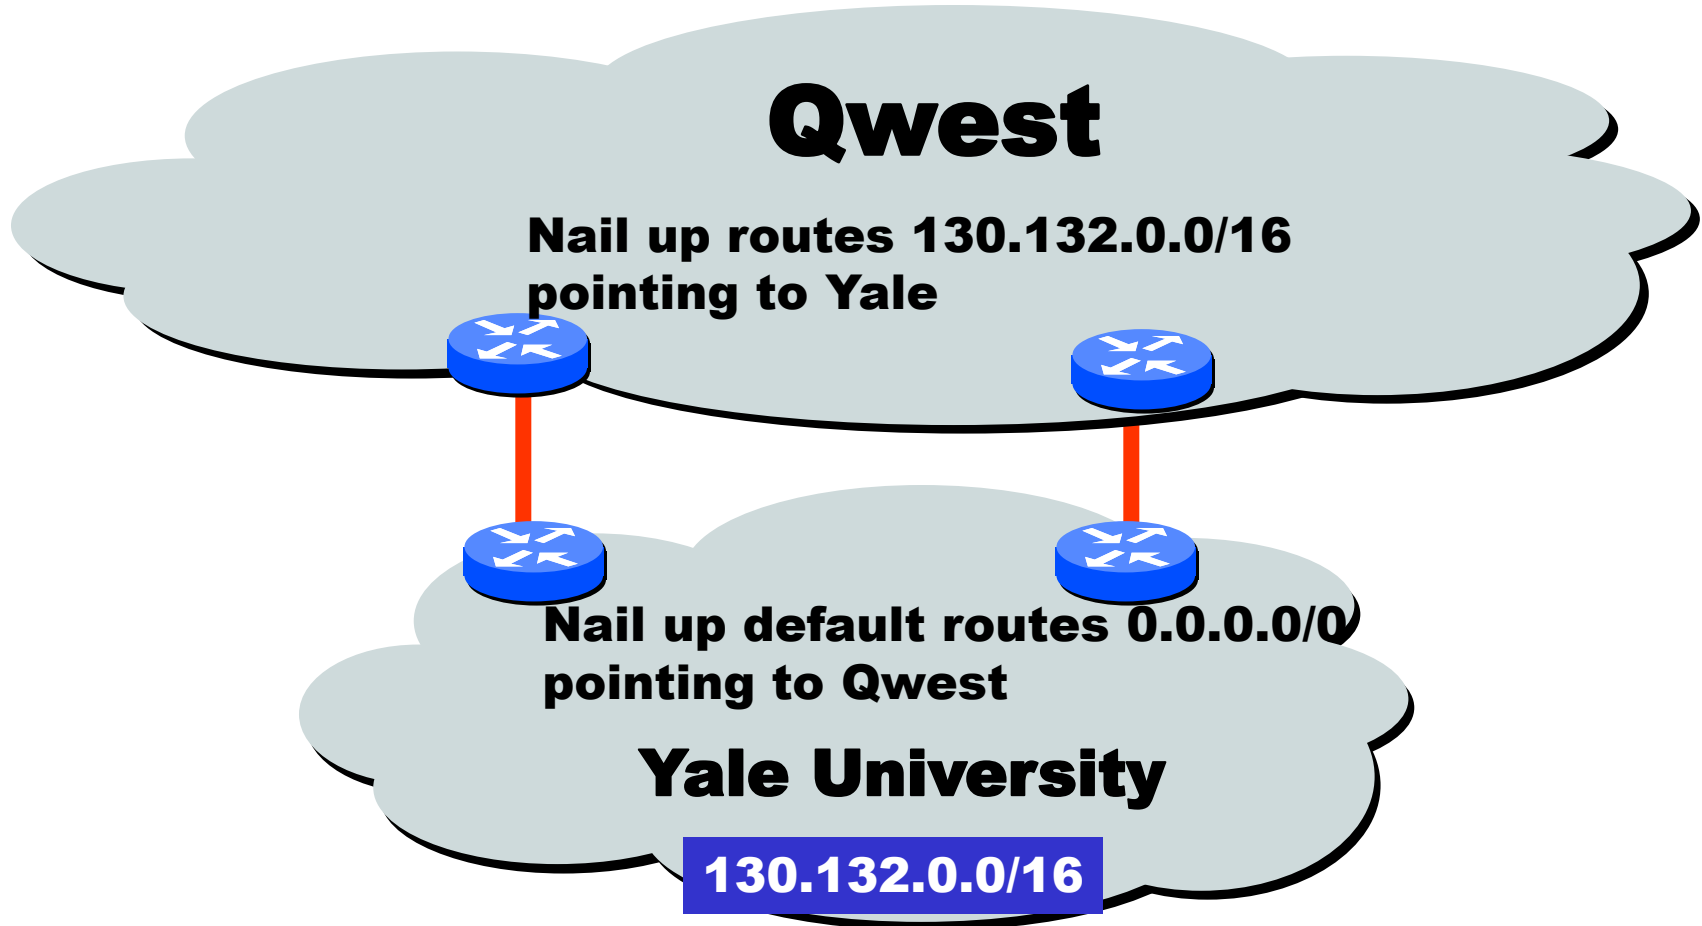 Qwest
Nail up routes 130.132.0.0/16
pointing to Yale
Nail up default routes 0.0.0.0/0
pointing to Qwest
Yale University
130.132.0.0/16